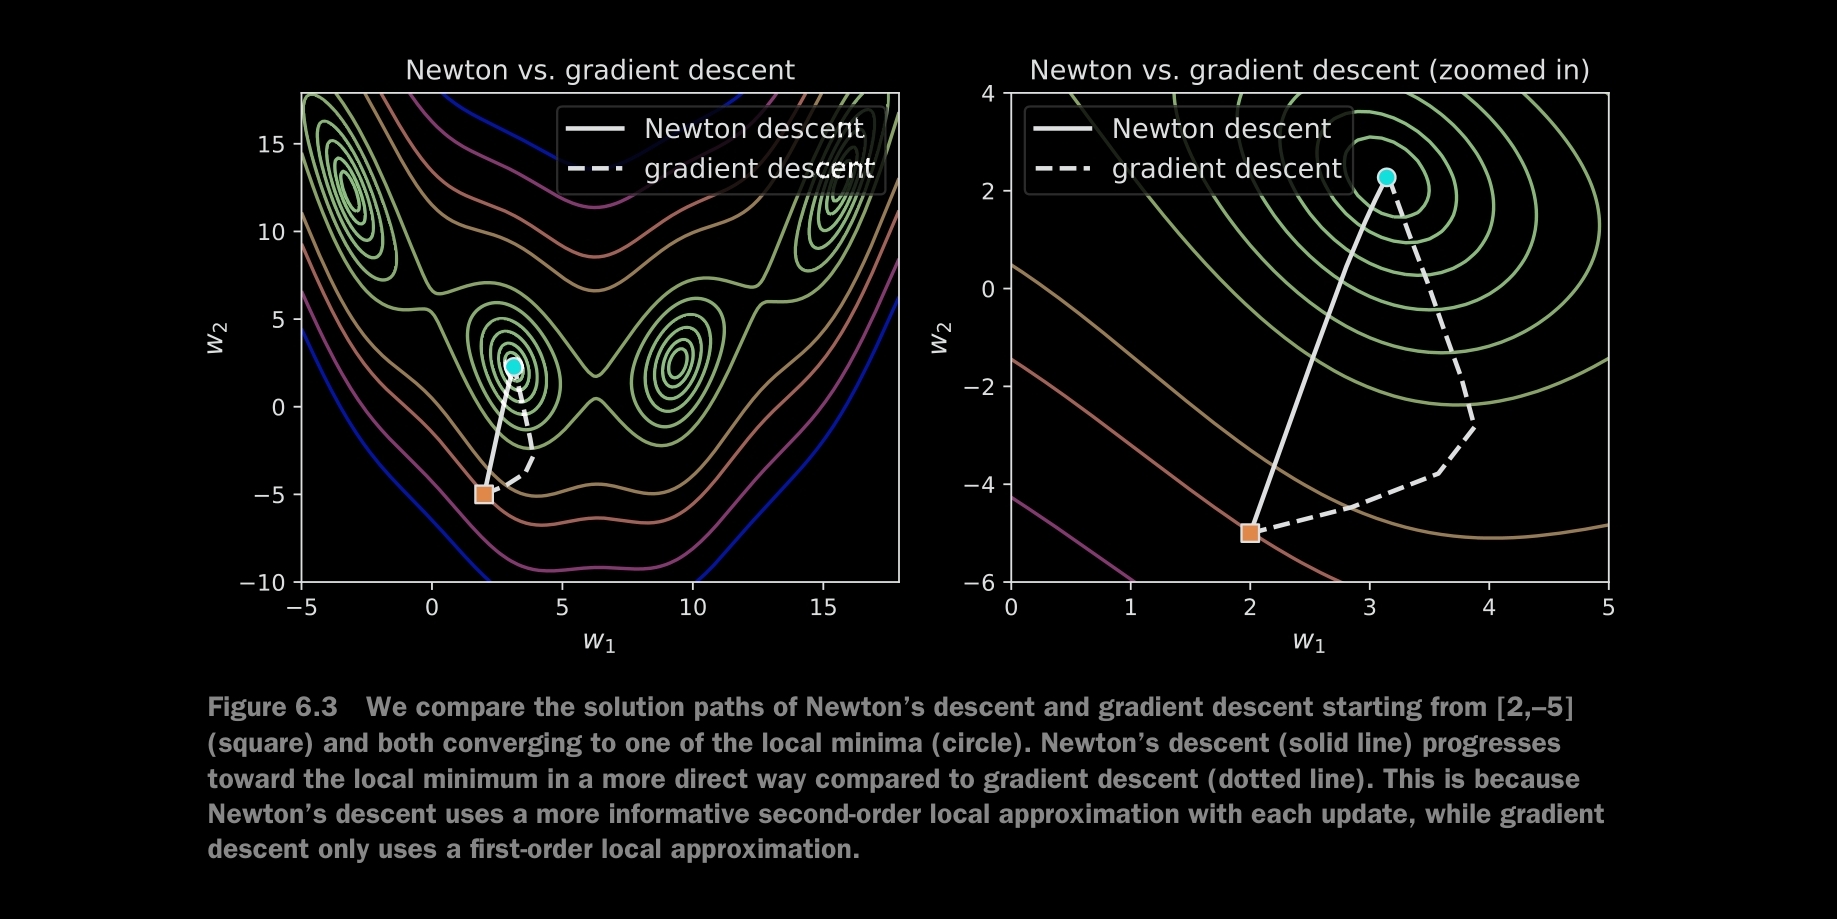 Newton vs. gradient descent
Newton descent
gradient descent
15
10
5
0
−5
−10
−5
0
5
10
15
w2
w1
Newton vs. gradient descent (zoomed in)
Newton descent
gradient descent
4
2
0
−2
−4
−6
0
1
2
3
4
5
w2
w1
Figure 6.3 We compare the solution paths of Newton’s descent and gradient descent starting from [2,–5]
(square) and both converging to one of the local minima (circle). Newton’s descent (solid line) progresses
toward the local minimum in a more direct way compared to gradient descent (dotted line). This is because
Newton’s descent uses a more informative second-order local approximation with each update, while gradient
descent only uses a first-order local approximation.